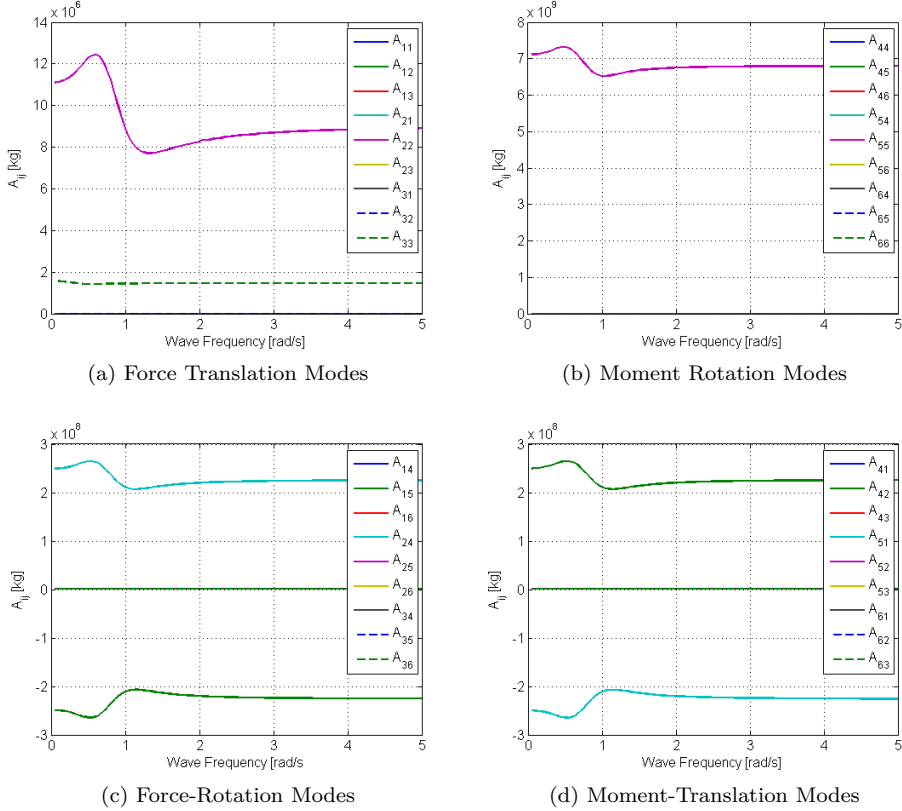 x 10^6
14
12
10
8
6
4
2
0
A_ij [kg]
0 1 2 3 4 5
Wave Frequency [rad/s]
A_11
A_12
A_13
A_21
A_22
A_23
A_31
A_32
A_33
(a) Force Translation Modes
x 10^9
8
7
6
5
4
3
2
1
0
A_ij [kg]
0 1 2 3 4 5
Wave Frequency [rad/s]
A_44
A_45
A_46
A_54
A_55
A_56
A_64
A_65
A_66
(b) Moment Rotation Modes
x 10^8
3
2
1
0
-1
-2
-3
A_ij [kg]
0 1 2 3 4 5
Wave Frequency [rad/s]
A_14
A_15
A_16
A_24
A_25
A_26
A_34
A_35
A_36
(c) Force-Rotation Modes
x 10^8
3
2
1
0
-1
-2
-3
A_ij [kg]
0 1 2 3 4 5
Wave Frequency [rad/s]
A_41
A_42
A_43
A_51
A_52
A_53
A_61
A_62
A_63
(d) Moment-Translation Modes